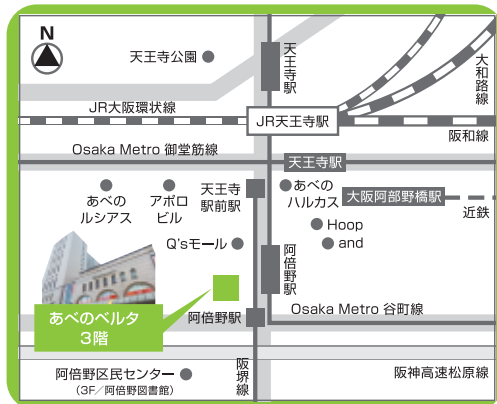 N
天王寺公園
天王寺駅
大和路線
JR大阪環状線
JR天王寺駅
阪和線
Osaka Metro 御堂筋線
天王寺駅
あべの
ルシアス
アポロ
ビル
天王寺
駅前駅
あべの
ハルカス
大阪阿部野橋駅
近鉄
Hoop
and
Q'sモール
阿倍野駅
あべのベルタ
3階
阿倍野駅
Osaka Metro 谷町線
阪堺線
阪神高速松原線
阿倍野区民センター
(3F/阿倍野図書館)